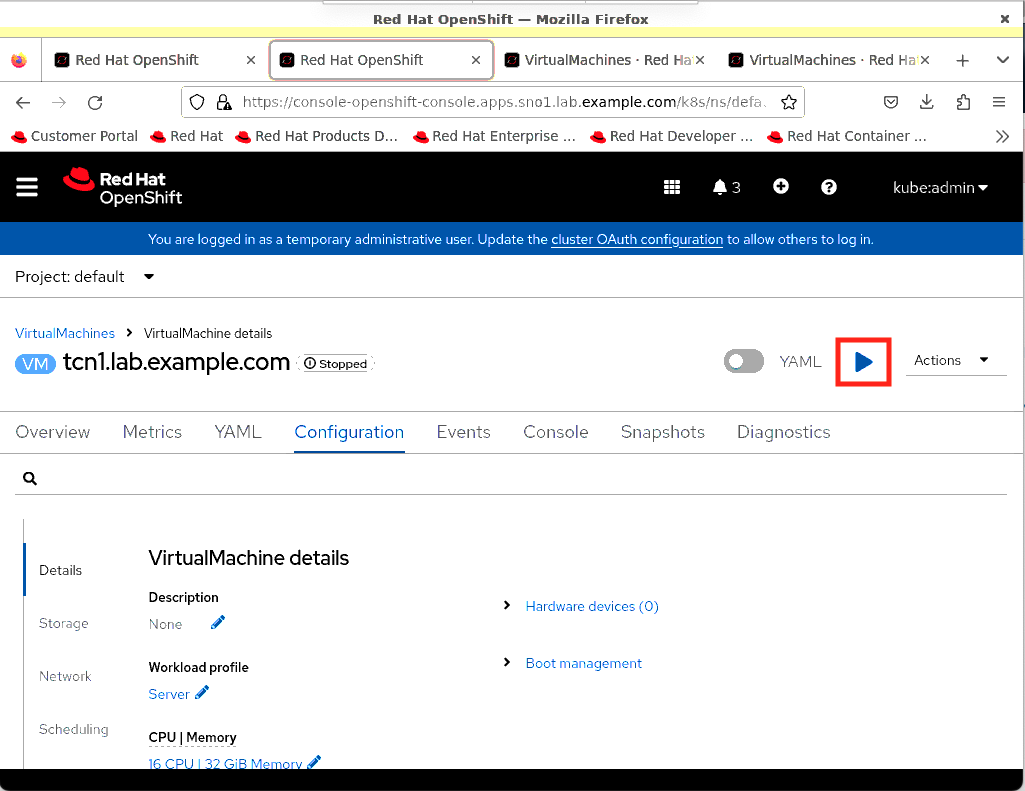 Red Hat OpenShift — Mozilla Firefox
Red Hat OpenShift
Red Hat OpenShift
VirtualMachines · Red Ha
VirtualMachines · Red Ha
https://console-openshift-console.apps.sno1.lab.example.com/k8s/ns/defa
Customer Portal Red Hat Red Hat Products D... Red Hat Enterprise ... Red Hat Developer ... Red Hat Container ...
Red Hat
OpenShift
3
kube:admin
You are logged in as a temporary administrative user. Update the cluster OAuth configuration to allow others to log in.
Project: default
VirtualMachines VirtualMachine details
VM tcn1.lab.example.com Stopped
YAML
Actions
Overview Metrics YAML Configuration Events Console Snapshots Diagnostics
Details
Storage
Network
Scheduling
VirtualMachine details
Description
None
Workload profile
Server
CPU | Memory
16 CPU | 32 GiB Memory
Hardware devices (0)
Boot management